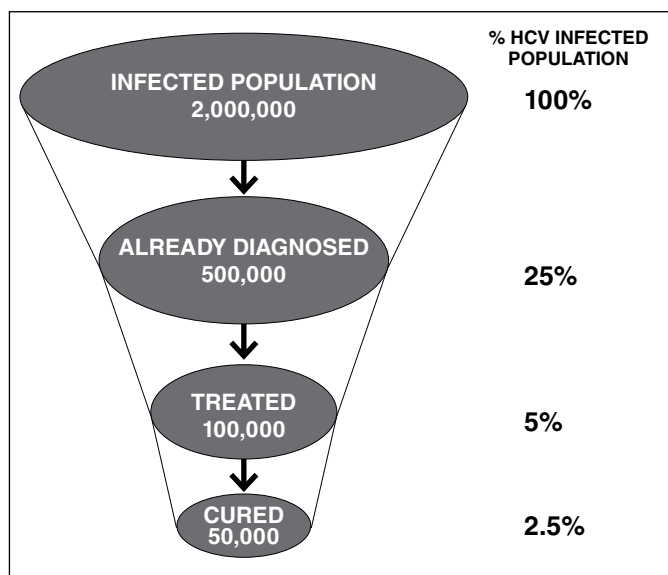 % HCV INFECTED
POPULATION
INFECTED POPULATION
2,000,000
100%
ALREADY DIAGNOSED
500,000
25%
TREATED
100,000
5%
CURED
50,000
2.5%